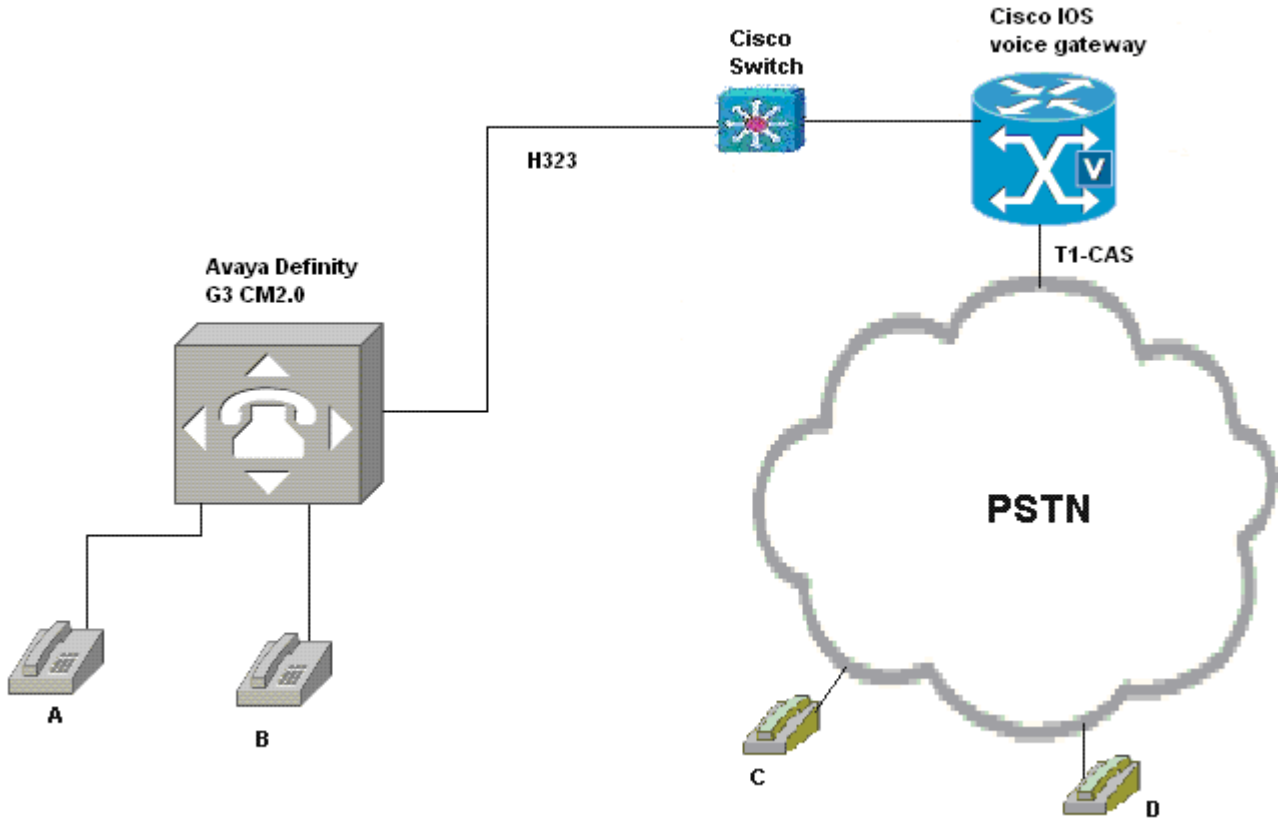 Cisco IOS
voice gateway
Cisco
Switch
H323
V
T1-CAS
Avaya Definity
G3 CM2.0
PSTN
A
B
C
D